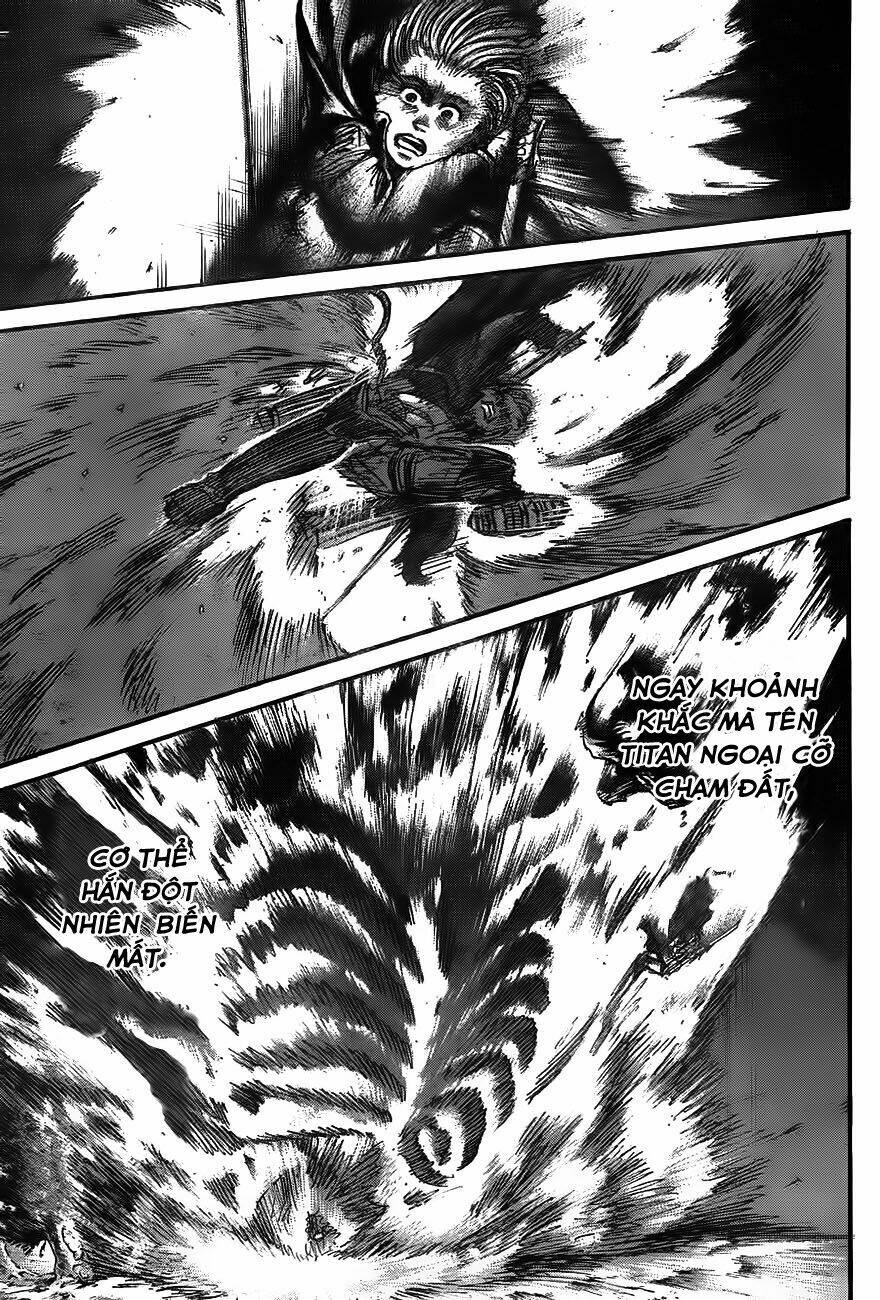 NGAY KHOẢNH
KHẮC MÀ TÊN
TITAN NGOẠI CỠ
CHẠM ĐẤT,
CƠ THỂ
HẮN ĐỘT
NHIÊN BIẾN
MẤT.